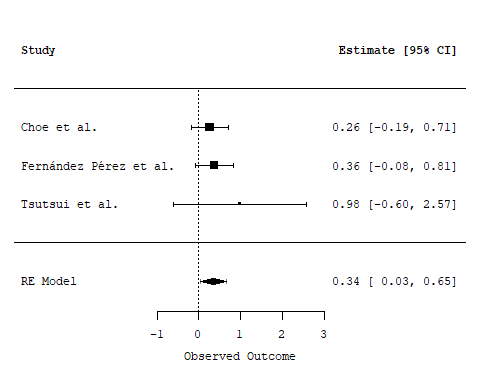 Study Estimate [95% CI]
Choe et al. 0.26 [-0.19, 0.71]
Fernández Pérez et al. 0.36 [-0.08, 0.81]
Tsutsui et al. 0.98 [-0.60, 2.57]
RE Model 0.34 [ 0.03, 0.65]
-1 0 1 2 3
Observed Outcome